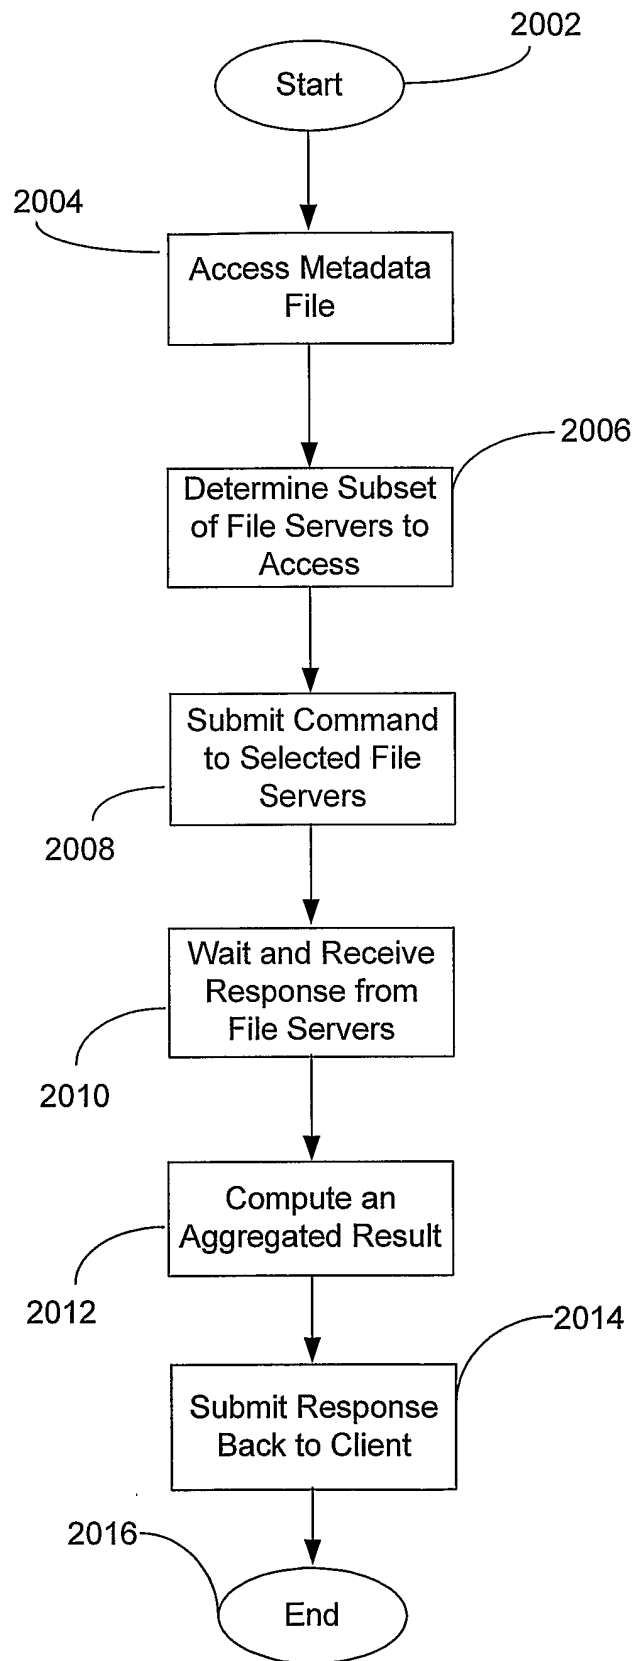 2002
Start
2004
Access Metadata
File
2006
Determine Subset
of File Servers to
Access
Submit Command
to Selected File
Servers
2008
Wait and Receive
Response from
File Servers
2010
Compute an
Aggregated Result
2012
2014
Submit Response
Back to Client
2016
End